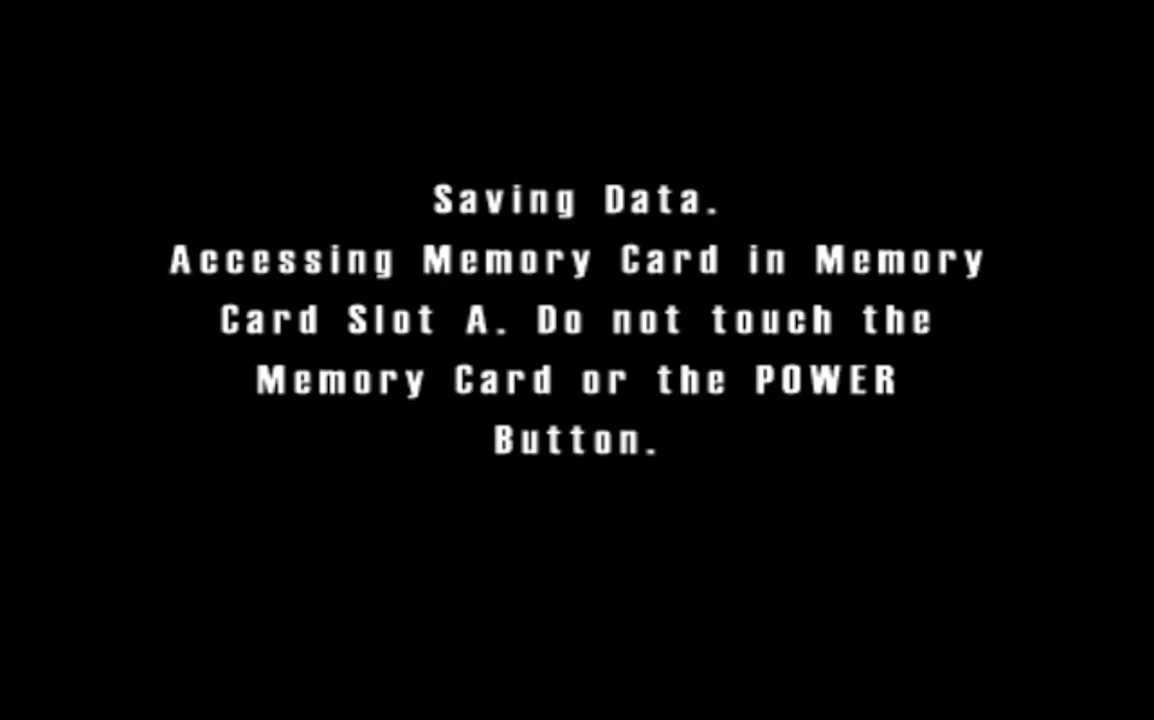 Saving Data.
Accessing Memory Card in Memory
Card Slot A. Do not touch the
Memory Card or the POWER
Button.